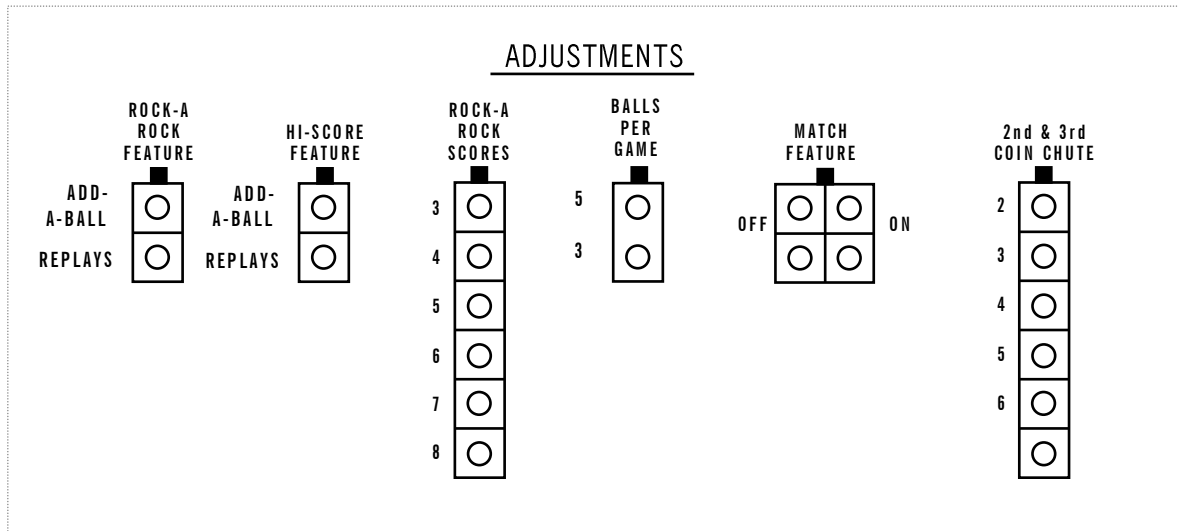 ADJUSTMENTS
ROCK-A
ROCK
FEATURE
ADD-
A-BALL
REPLAYS
HI-SCORE
FEATURE
ADD-
A-BALL
REPLAYS
ROCK-A
ROCK
SCORES
3
4
5
6
7
8
BALLS
PER
GAME
5
3
MATCH
FEATURE
OFF
ON
2nd & 3rd
COIN CHUTE
2
3
4
5
6